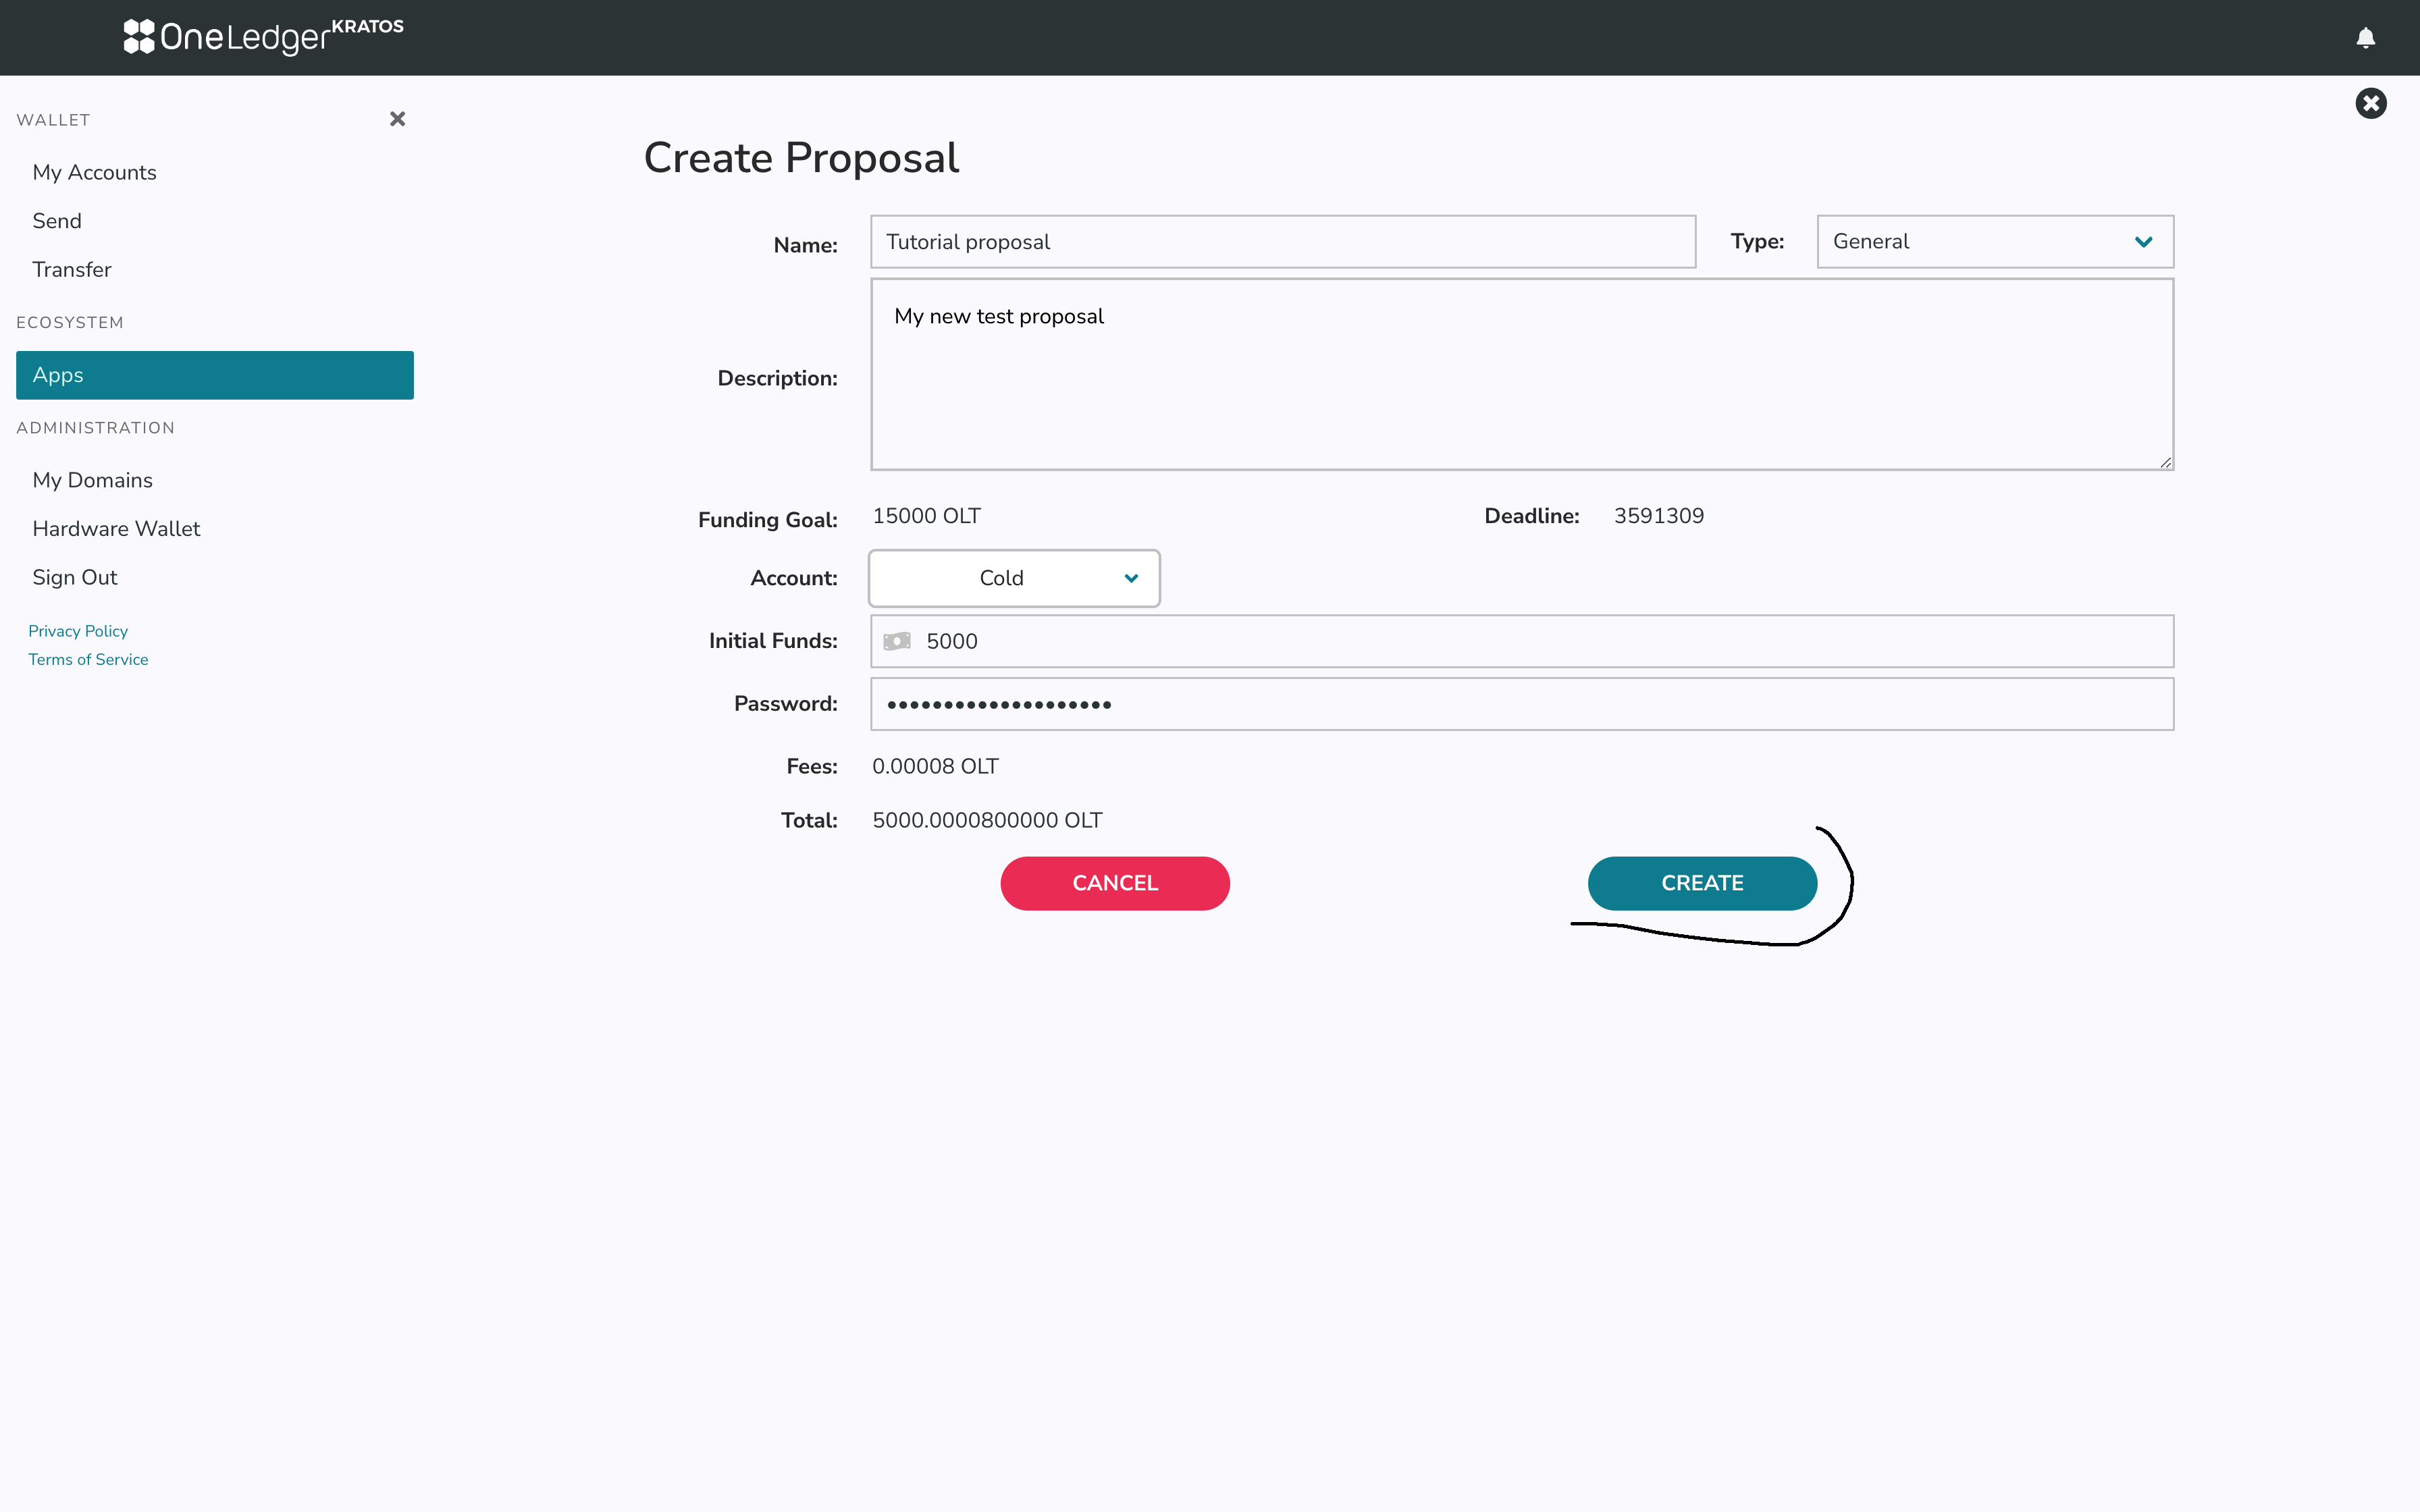 OneLedger KRATOS
WALLET
My Accounts
Send
Transfer
ECOSYSTEM
Apps
ADMINISTRATION
My Domains
Hardware Wallet
Sign Out
Privacy Policy
Terms of Service
Create Proposal
Name: Tutorial proposal Type: General
Description: My new test proposal
Funding Goal: 15000 OLT Deadline: 3591309
Account: Cold
Initial Funds: 5000
Password: ••••••••••••••••••••
Fees: 0.00008 OLT
Total: 5000.0000800000 OLT
CANCEL CREATE